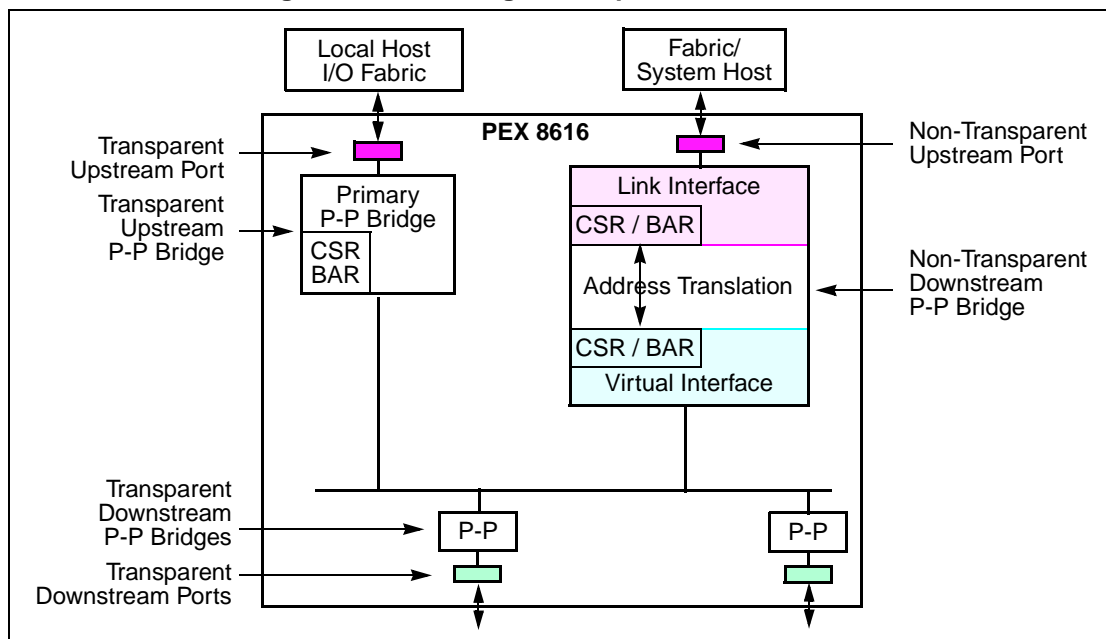 Local Host
I/O Fabric
Fabric/
System Host
PEX 8616
Transparent
Upstream Port
Non-Transparent
Upstream Port
Transparent
Upstream
P-P Bridge
Primary
P-P Bridge
CSR
BAR
Link Interface
CSR / BAR
Address Translation
CSR / BAR
Virtual Interface
Non-Transparent
Downstream
P-P Bridge
Transparent
Downstream
P-P Bridges
P-P
P-P
Transparent
Downstream Ports